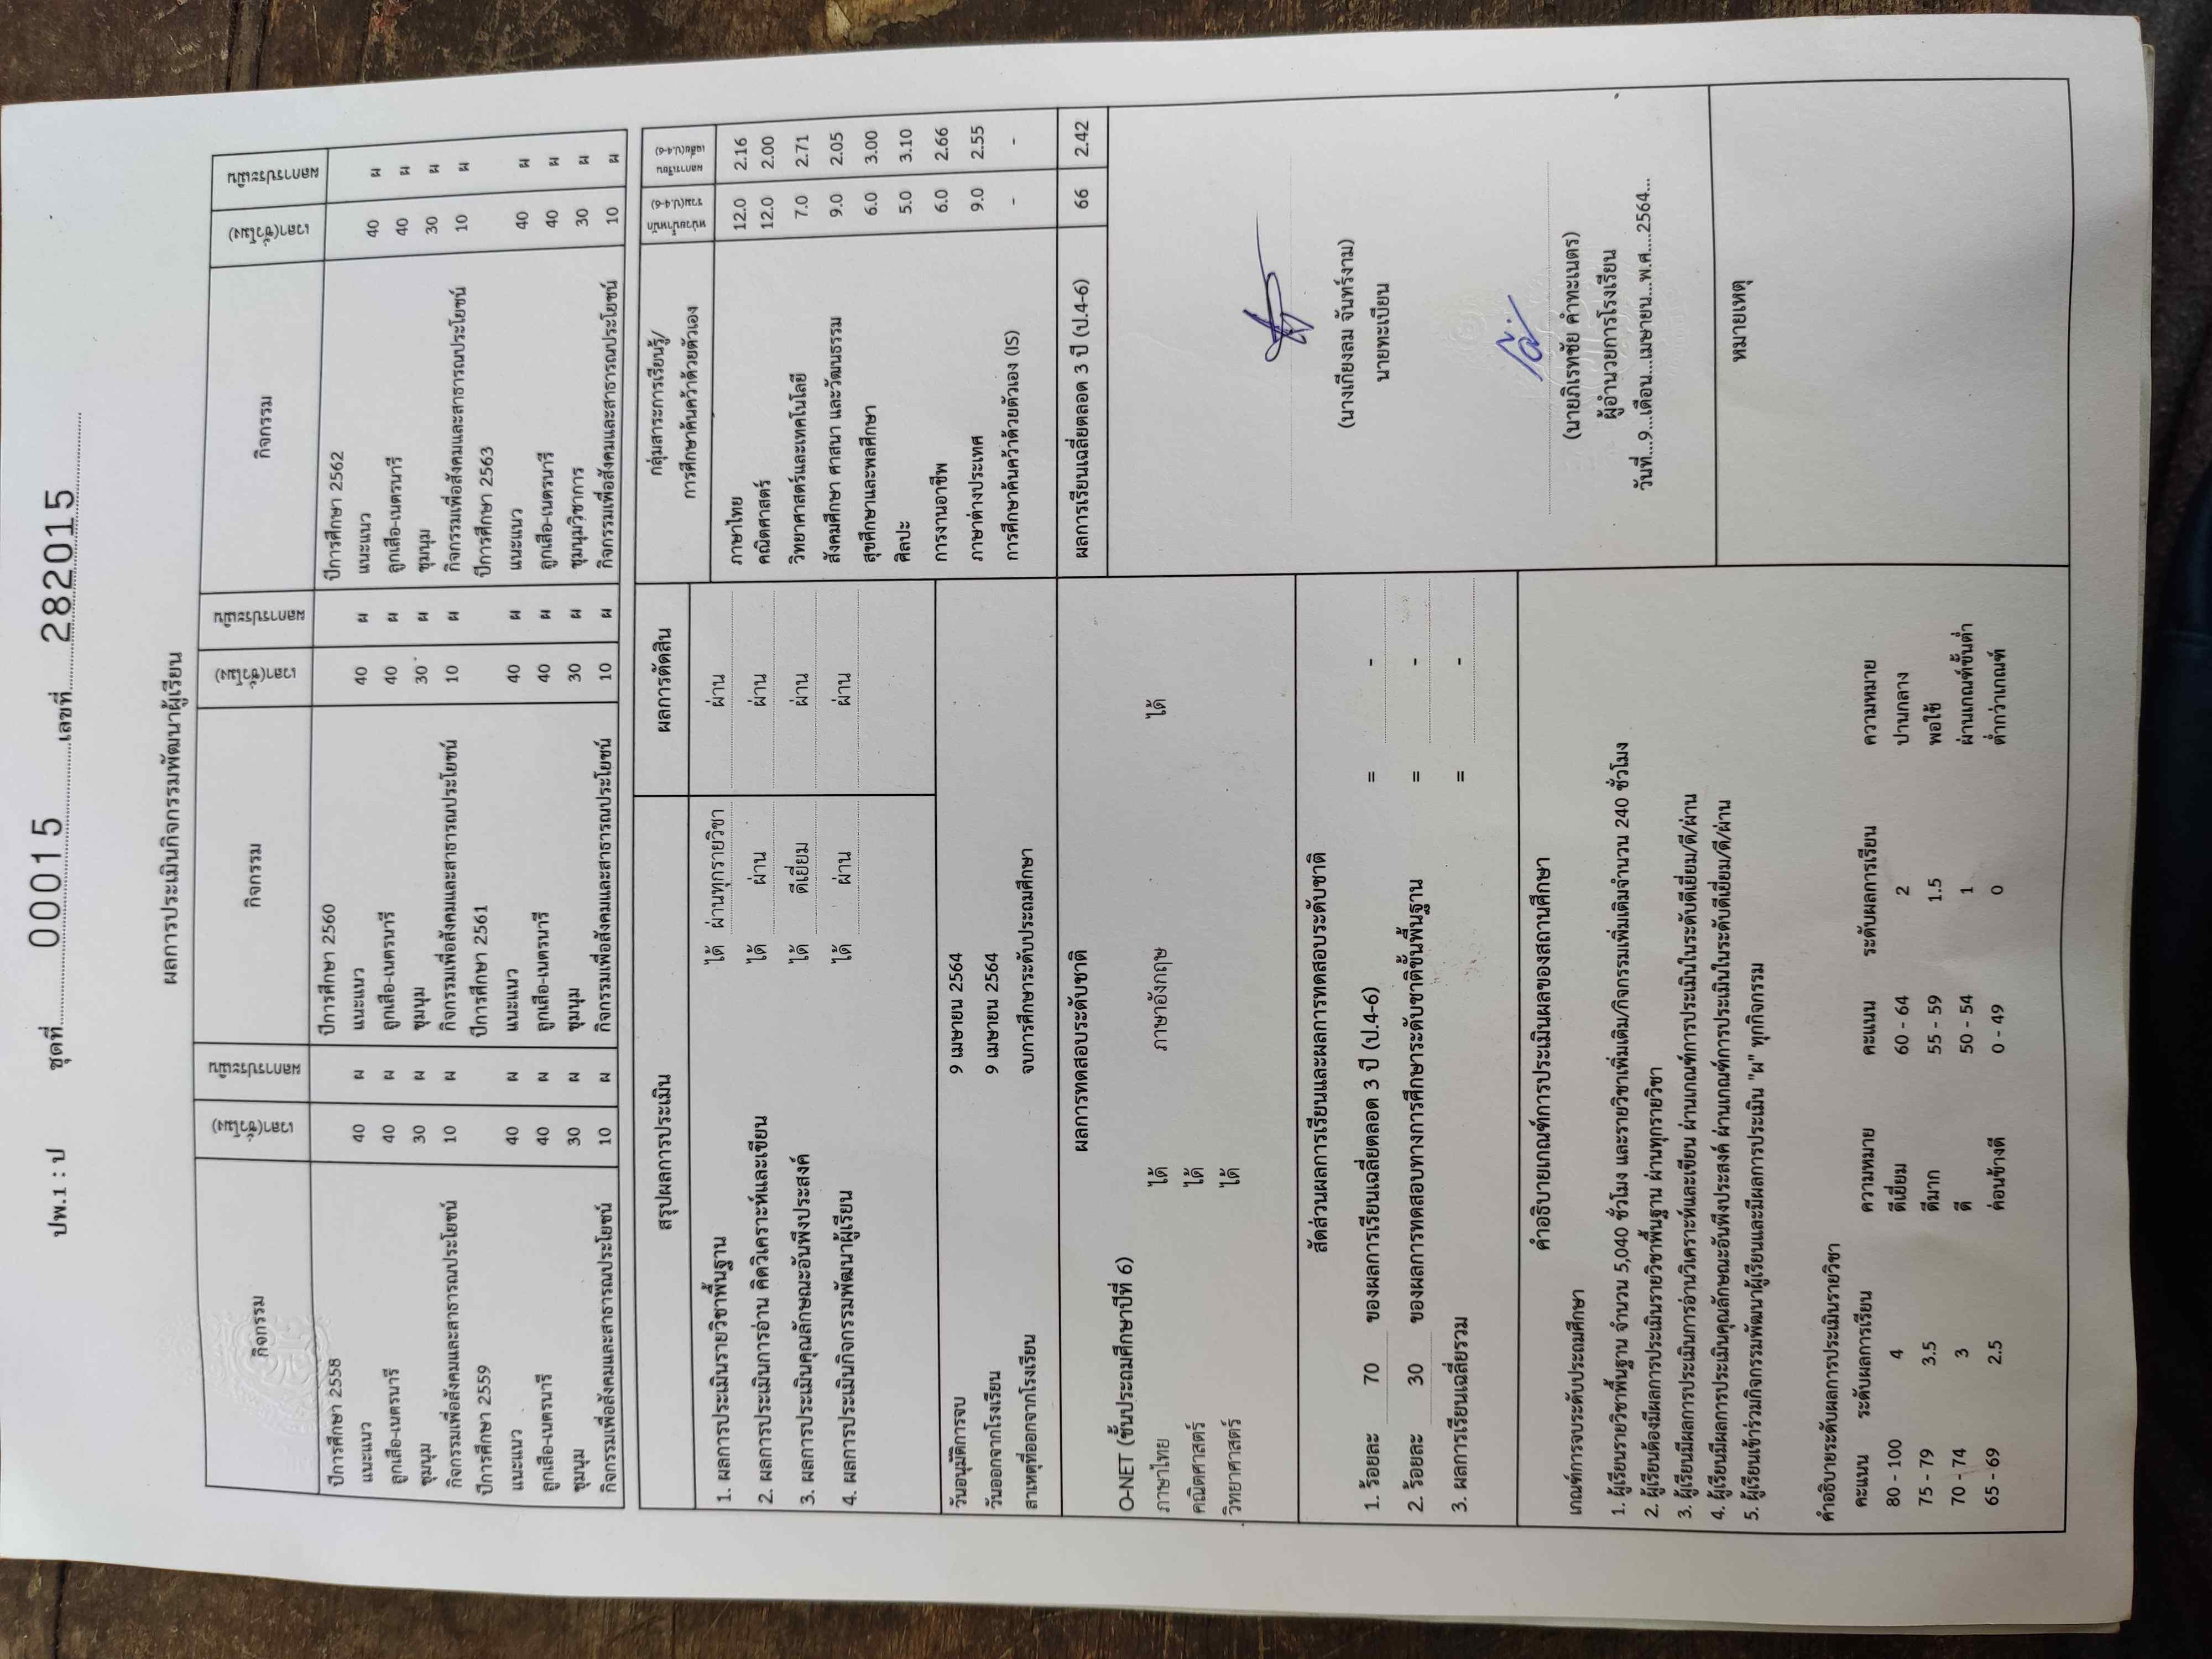 ปพ.1 : ป ชุดที่ 00015 เลขที่ 282015
ผลการประเมินกิจกรรมพัฒนาผู้เรียน
กิจกรรม เวลา(ชั่วโมง) ผลการประเมิน กิจกรรม เวลา(ชั่วโมง) ผลการประเมิน กิจกรรม เวลา(ชั่วโมง) ผลการประเมิน
ปีการศึกษา 2558 ปีการศึกษา 2560 ปีการศึกษา 2562
แนะแนว 40 ผ แนะแนว 40 ผ แนะแนว 40 ผ
ลูกเสือ-เนตรนารี 40 ผ ลูกเสือ-เนตรนารี 40 ผ ลูกเสือ-เนตรนารี 40 ผ
ชุมนุม 30 ผ ชุมนุม 30 ผ ชุมนุม 30 ผ
กิจกรรมเพื่อสังคมและสาธารณประโยชน์ 10 ผ กิจกรรมเพื่อสังคมและสาธารณประโยชน์ 10 ผ กิจกรรมเพื่อสังคมและสาธารณประโยชน์ 10 ผ
ปีการศึกษา 2559 ปีการศึกษา 2561 ปีการศึกษา 2563
แนะแนว 40 ผ แนะแนว 40 ผ แนะแนว 40 ผ
ลูกเสือ-เนตรนารี 40 ผ ลูกเสือ-เนตรนารี 40 ผ ลูกเสือ-เนตรนารี 40 ผ
ชุมนุม 30 ผ ชุมนุม 30 ผ ชุมนุมวิชาการ 30 ผ
กิจกรรมเพื่อสังคมและสาธารณประโยชน์ 10 ผ กิจกรรมเพื่อสังคมและสาธารณประโยชน์ 10 ผ กิจกรรมเพื่อสังคมและสาธารณประโยชน์ 10 ผ
สรุปผลการประเมิน ผลการตัดสิน
1. ผลการประเมินรายวิชาพื้นฐาน ได้ ผ่านทุกรายวิชา ผ่าน
2. ผลการประเมินการอ่าน คิดวิเคราะห์และเขียน ได้ ผ่าน ผ่าน
3. ผลการประเมินคุณลักษณะอันพึงประสงค์ ได้ ดีเยี่ยม ผ่าน
4. ผลการประเมินกิจกรรมพัฒนาผู้เรียน ได้ ผ่าน ผ่าน
วันอนุมัติการจบ 9 เมษายน 2564
วันออกจากโรงเรียน 9 เมษายน 2564
สาเหตุที่ออกจากโรงเรียน จบการศึกษาระดับประถมศึกษา
กลุ่มสาระการเรียนรู้/
การศึกษาค้นคว้าด้วยตัวเอง
หน่วยน้ำหนัก
รวม(ป.4-6)
ผลการเรียน
เฉลี่ย(ป.4-6)
ภาษาไทย 12.0 2.16
คณิตศาสตร์ 12.0 2.00
วิทยาศาสตร์และเทคโนโลยี 7.0 2.71
สังคมศึกษา ศาสนา และวัฒนธรรม 9.0 2.05
สุขศึกษาและพลศึกษา 6.0 3.00
ศิลปะ 5.0 3.10
การงานอาชีพ 6.0 2.66
ภาษาต่างประเทศ 9.0 2.55
การศึกษาค้นคว้าด้วยตัวเอง (IS) - -
ผลการเรียนเฉลี่ยตลอด 3 ปี (ป.4-6) 66 2.42
ผลการทดสอบระดับชาติ
O-NET (ชั้นประถมศึกษาปีที่ 6)
ภาษาไทย ได้ ภาษาอังกฤษ ได้
คณิตศาสตร์ ได้
วิทยาศาสตร์ ได้
สัดส่วนผลการเรียนและผลการทดสอบระดับชาติ
1. ร้อยละ 70 ของผลการเรียนเฉลี่ยตลอด 3 ปี (ป.4-6) = -
2. ร้อยละ 30 ของผลการทดสอบทางการศึกษาระดับชาติขั้นพื้นฐาน = -
3. ผลการเรียนเฉลี่ยรวม = -
(นางเกียงลม จันทร์งาม)
นายทะเบียน
(นายภิเรทชัย คำทะเนตร)
ผู้อำนวยการโรงเรียน
วันที่...9...เดือน...เมษายน...พ.ศ....2564...
คำอธิบายเกณฑ์การประเมินผลของสถานศึกษา
เกณฑ์การจบระดับประถมศึกษา
1. ผู้เรียนรายวิชาพื้นฐาน จำนวน 5,040 ชั่วโมง และรายวิชาเพิ่มเติม/กิจกรรมเพิ่มเติมจำนวน 240 ชั่วโมง
2. ผู้เรียนต้องมีผลการประเมินรายวิชาพื้นฐาน ผ่านทุกรายวิชา
3. ผู้เรียนมีผลการประเมินการอ่านวิเคราะห์และเขียน ผ่านเกณฑ์การประเมินในระดับดีเยี่ยม/ดี/ผ่าน
4. ผู้เรียนมีผลการประเมินคุณลักษณะอันพึงประสงค์ ผ่านเกณฑ์การประเมินในระดับดีเยี่ยม/ดี/ผ่าน
5. ผู้เรียนเข้าร่วมกิจกรรมพัฒนาผู้เรียนและมีผลการประเมิน "ผ" ทุกกิจกรรม
คำอธิบายระดับผลการประเมินรายวิชา
คะแนน ระดับผลการเรียน ความหมาย คะแนน ระดับผลการเรียน ความหมาย
80 - 100 4 ดีเยี่ยม 60 - 64 2 ปานกลาง
75 - 79 3.5 ดีมาก 55 - 59 1.5 พอใช้
70 - 74 3 ดี 50 - 54 1 ผ่านเกณฑ์ขั้นต่ำ
65 - 69 2.5 ค่อนข้างดี 0 - 49 0 ต่ำกว่าเกณฑ์
หมายเหตุ